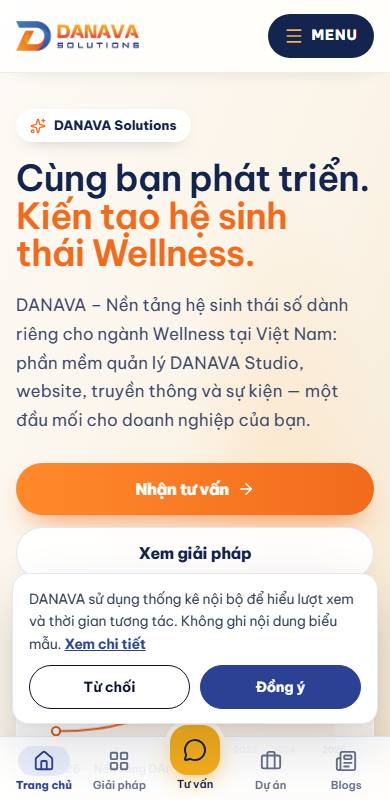 DANAVA
SOLUTIONS
MENU
DANAVA Solutions
Cùng bạn phát triển.
Kiến tạo hệ sinh
thái Wellness.
DANAVA – Nền tảng hệ sinh thái số dành
riêng cho ngành Wellness tại Việt Nam:
phần mềm quản lý DANAVA Studio,
website, truyền thông và sự kiện — một
đầu mối cho doanh nghiệp của bạn.
Nhận tư vấn
Xem giải pháp
DANAVA sử dụng thống kê nội bộ để hiểu lượt xem
và thời gian tương tác. Không ghi nội dung biểu
mẫu. Xem chi tiết
Từ chối
Đồng ý
Trang chủ
Giải pháp
Tư vấn
Dự án
Blogs